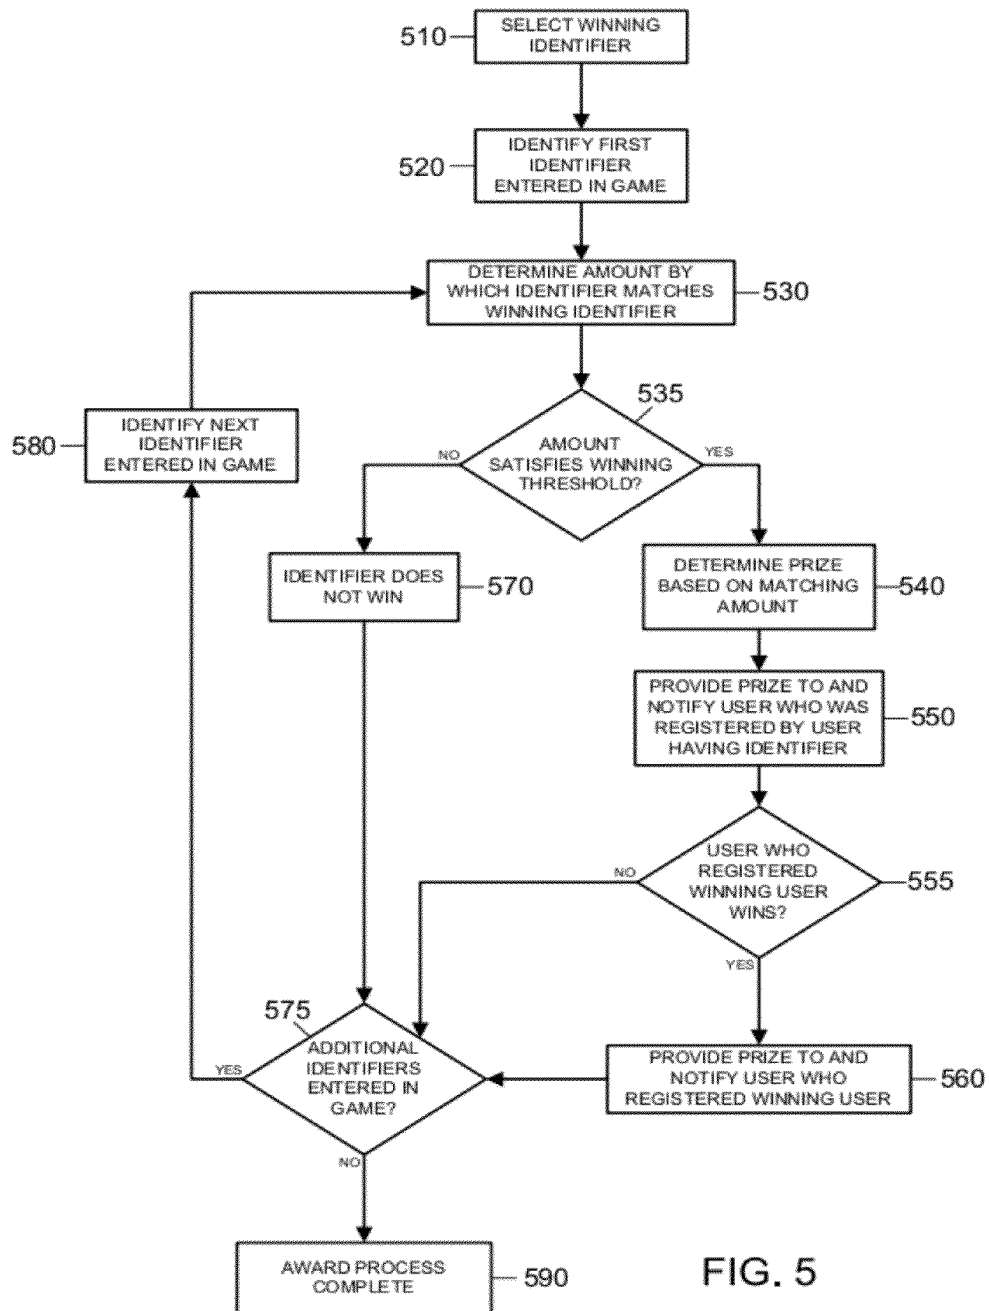 SELECT WINNING
IDENTIFIER
510
IDENTIFY FIRST
IDENTIFIER
ENTERED IN GAME
520
DETERMINE AMOUNT BY
WHICH IDENTIFIER MATCHES
WINNING IDENTIFIER
530
535
AMOUNT
SATISFIES WINNING
THRESHOLD?
NO
YES
580
IDENTIFY NEXT
IDENTIFIER
ENTERED IN GAME
IDENTIFIER DOES
NOT WIN
570
DETERMINE PRIZE
BASED ON MATCHING
AMOUNT
540
PROVIDE PRIZE TO AND
NOTIFY USER WHO WAS
REGISTERED BY USER
HAVING IDENTIFIER
550
USER WHO
REGISTERED
WINNING USER
WINS?
555
NO
YES
575
ADDITIONAL
IDENTIFIERS
ENTERED IN
GAME?
YES
NO
PROVIDE PRIZE TO AND
NOTIFY USER WHO
REGISTERED WINNING USER
560
AWARD PROCESS
COMPLETE
590
FIG. 5